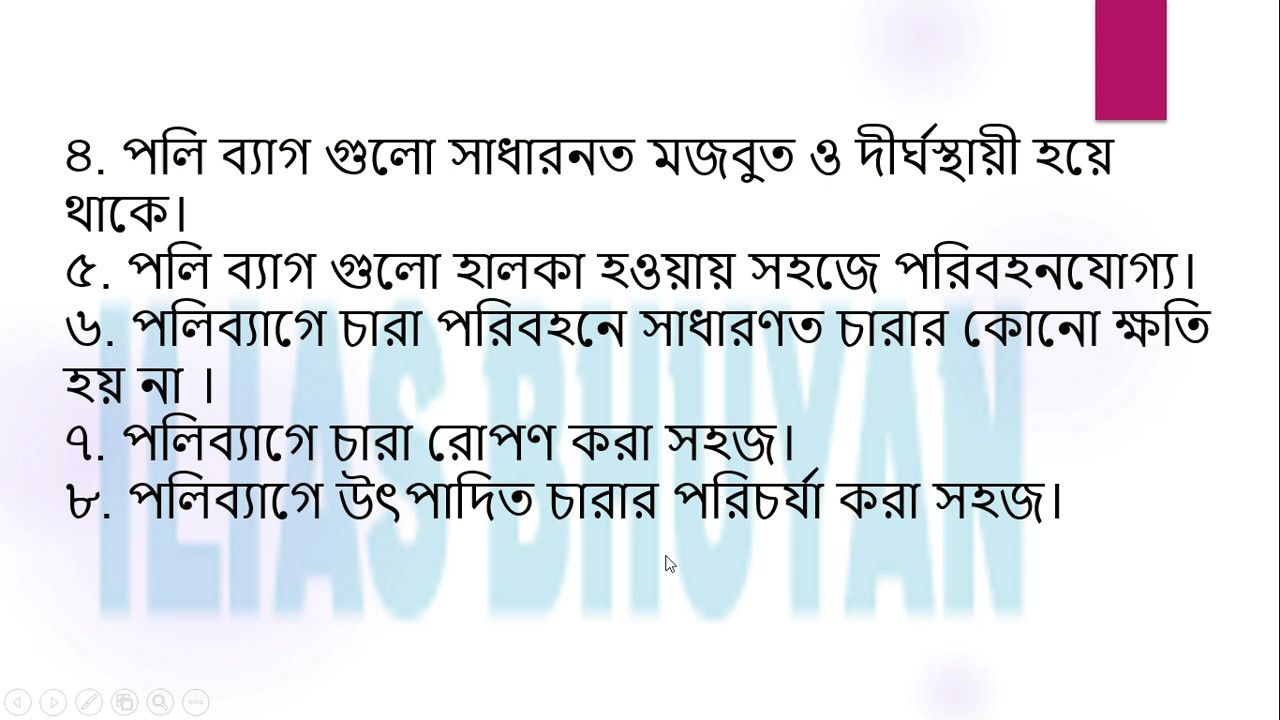 ৪. পলি ব্যাগ গুলো সাধারনত মজবুত ও দীর্ঘস্থায়ী হয়ে
থাকে।
৫. পলি ব্যাগ গুলো হালকা হওয়ায় সহজে পরিবহনযোগ্য।
৬. পলিব্যাগে চারা পরিবহনে সাধারণত চারার কোনো ক্ষতি
হয় না ।
৭. পলিব্যাগে চারা রোপণ করা সহজ।
৮. পলিব্যাগে উৎপাদিত চারার পরিচর্যা করা সহজ।
ILIAS BHUYAN